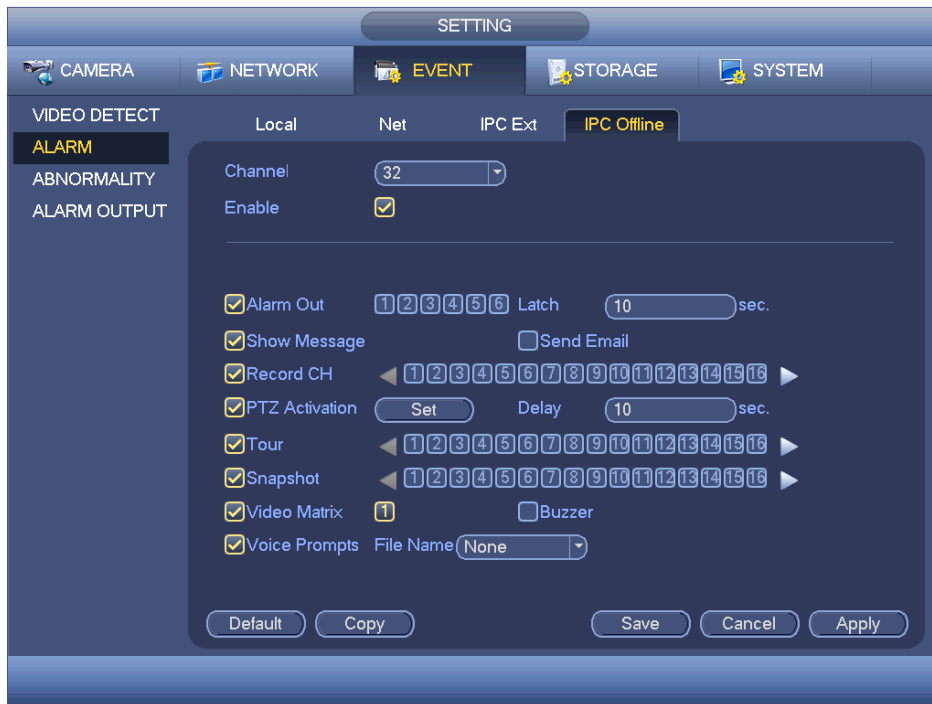 SETTING
CAMERA NETWORK EVENT STORAGE SYSTEM
VIDEO DETECT
ALARM
ABNORMALITY
ALARM OUTPUT
Local Net IPC Ext IPC Offline
Channel 32
Enable
Alarm Out 1 2 3 4 5 6 Latch 10 sec.
Show Message Send Email
Record CH 1 2 3 4 5 6 7 8 9 10 11 12 13 14 15 16
PTZ Activation Set Delay 10 sec.
Tour 1 2 3 4 5 6 7 8 9 10 11 12 13 14 15 16
Snapshot 1 2 3 4 5 6 7 8 9 10 11 12 13 14 15 16
Video Matrix 1 Buzzer
Voice Prompts File Name None
Default Copy Save Cancel Apply